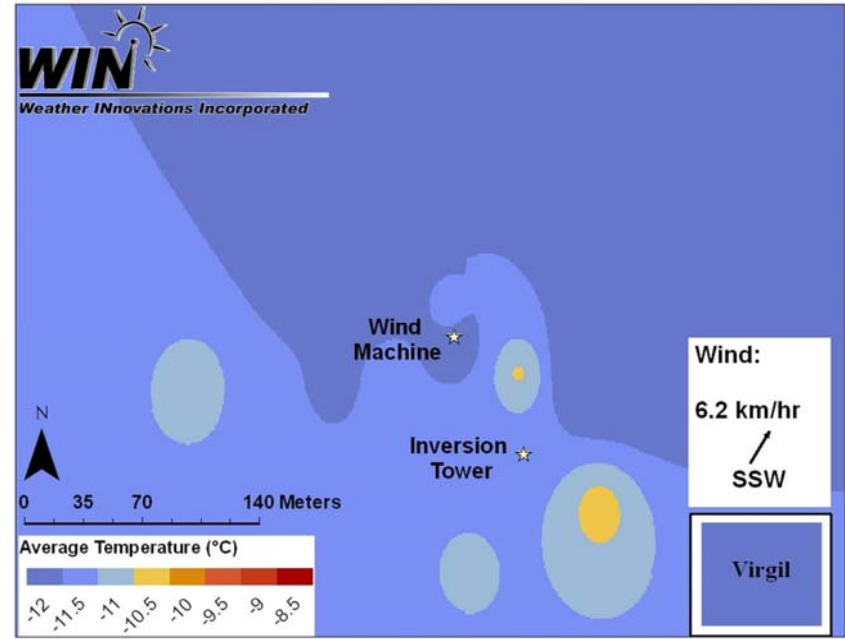 WIN
Weather INnovations Incorporated
Wind
Machine
Inversion
Tower
N
0 35 70 140 Meters
Average Temperature (°C)
-12 -11.5 -11 -10.5 -10 -9.5 -9 -8.5
Wind:
6.2 km/hr
SSW
Virgil